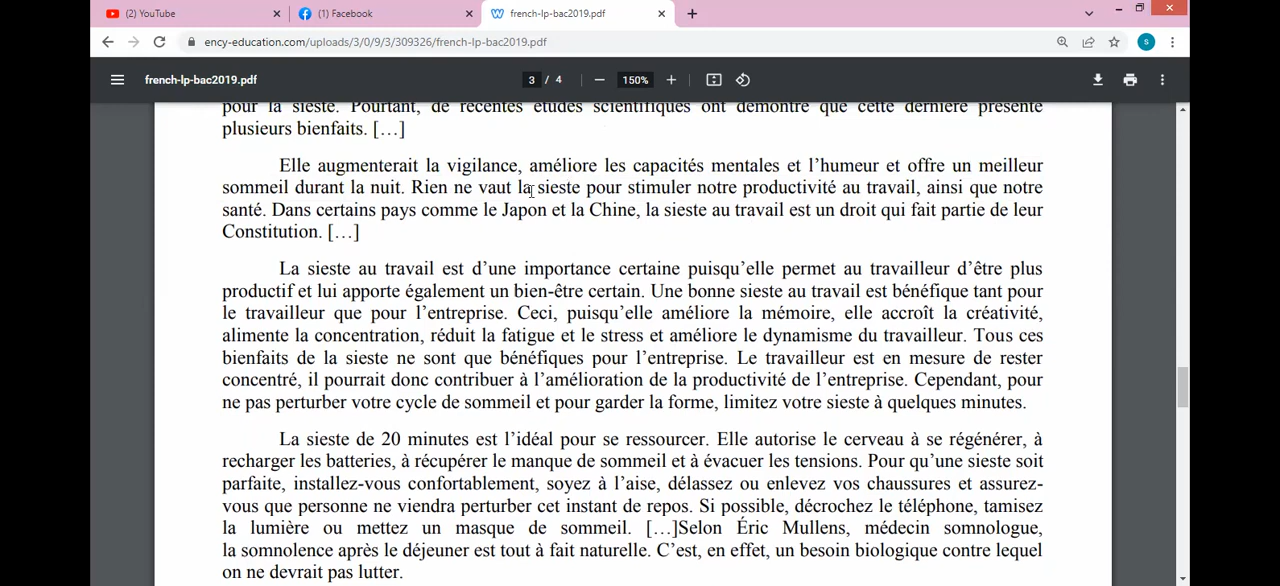 (2) YouTube
(1) Facebook
french-lp-bac2019.pdf
ency-education.com/uploads/3/0/9/3/309326/french-lp-bac2019.pdf
s
french-lp-bac2019.pdf
3 / 4
150%
pour la sieste. Pourtant, de récentes études scientifiques ont démontré que cette dernière présente
plusieurs bienfaits. […]
Elle augmenterait la vigilance, améliore les capacités mentales et l’humeur et offre un meilleur
sommeil durant la nuit. Rien ne vaut la sieste pour stimuler notre productivité au travail, ainsi que notre
santé. Dans certains pays comme le Japon et la Chine, la sieste au travail est un droit qui fait partie de leur
Constitution. […]
La sieste au travail est d’une importance certaine puisqu’elle permet au travailleur d’être plus
productif et lui apporte également un bien-être certain. Une bonne sieste au travail est bénéfique tant pour
le travailleur que pour l’entreprise. Ceci, puisqu’elle améliore la mémoire, elle accroît la créativité,
alimente la concentration, réduit la fatigue et le stress et améliore le dynamisme du travailleur. Tous ces
bienfaits de la sieste ne sont que bénéfiques pour l’entreprise. Le travailleur est en mesure de rester
concentré, il pourrait donc contribuer à l’amélioration de la productivité de l’entreprise. Cependant, pour
ne pas perturber votre cycle de sommeil et pour garder la forme, limitez votre sieste à quelques minutes.
La sieste de 20 minutes est l’idéal pour se ressourcer. Elle autorise le cerveau à se régénérer, à
recharger les batteries, à récupérer le manque de sommeil et à évacuer les tensions. Pour qu’une sieste soit
parfaite, installez-vous confortablement, soyez à l’aise, délassez ou enlevez vos chaussures et assurez-
vous que personne ne viendra perturber cet instant de repos. Si possible, décrochez le téléphone, tamisez
la lumière ou mettez un masque de sommeil. […]Selon Éric Mullens, médecin somnologue,
la somnolence après le déjeuner est tout à fait naturelle. C’est, en effet, un besoin biologique contre lequel
on ne devrait pas lutter.